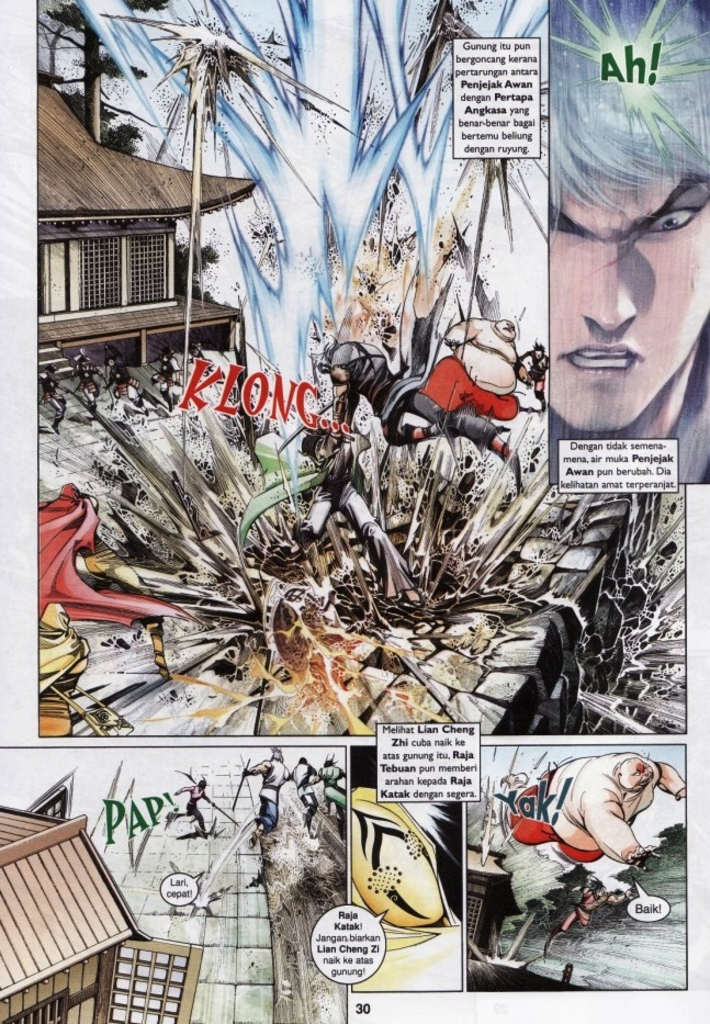 Gunung itu pun
bergoncang kerana
pertarungan antara
Penjejak Awan
dengan Pertapa
Angkasa yang
benar-benar bagai
bertemu beliung
dengan ruyung.
Ah!
KLONG...
Dengan tidak semena-
mena, air muka Penjejak
Awan pun berubah. Dia
kelihatan amat terperanjat.
Melihat Lian Cheng
Zhi cuba naik ke
atas gunung itu, Raja
Tebuan pun memberi
arahan kepada Raja
Katak dengan segera.
PAP!
Lari,
cepat!
Raja
Katak!
Jangan biarkan
Lian Cheng Zi
naik ke atas
gunung!
Yak!
Baik!
30